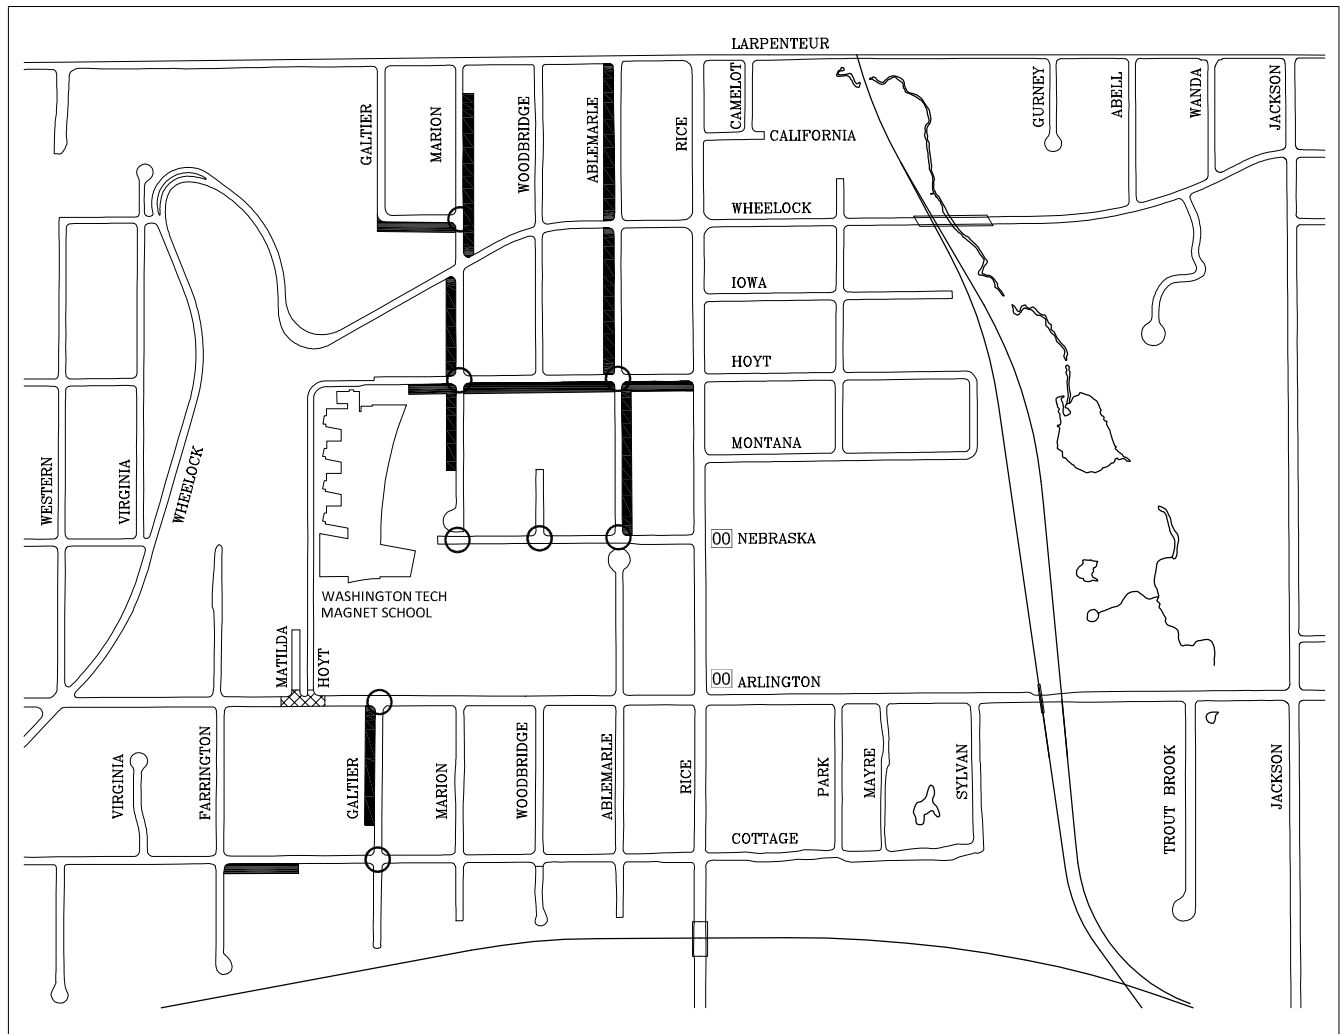 LARPENTEUR
GALTIER
MARION
WOODBRIDGE
ABLEMARLE
RICE
CAMELOT
CALIFORNIA
GURNEY
ABELL
WANDA
JACKSON
WHEELOCK
IOWA
HOYT
MONTANA
WESTERN
VIRGINIA
WHEELOCK
00 NEBRASKA
WASHINGTON TECH
MAGNET SCHOOL
MATILDA
HOYT
00 ARLINGTON
VIRGINIA
FARRINGTON
GALTIER
MARION
WOODBRIDGE
ABLEMARLE
RICE
PARK
MAYRE
SYLVAN
TROUT BROOK
JACKSON
COTTAGE